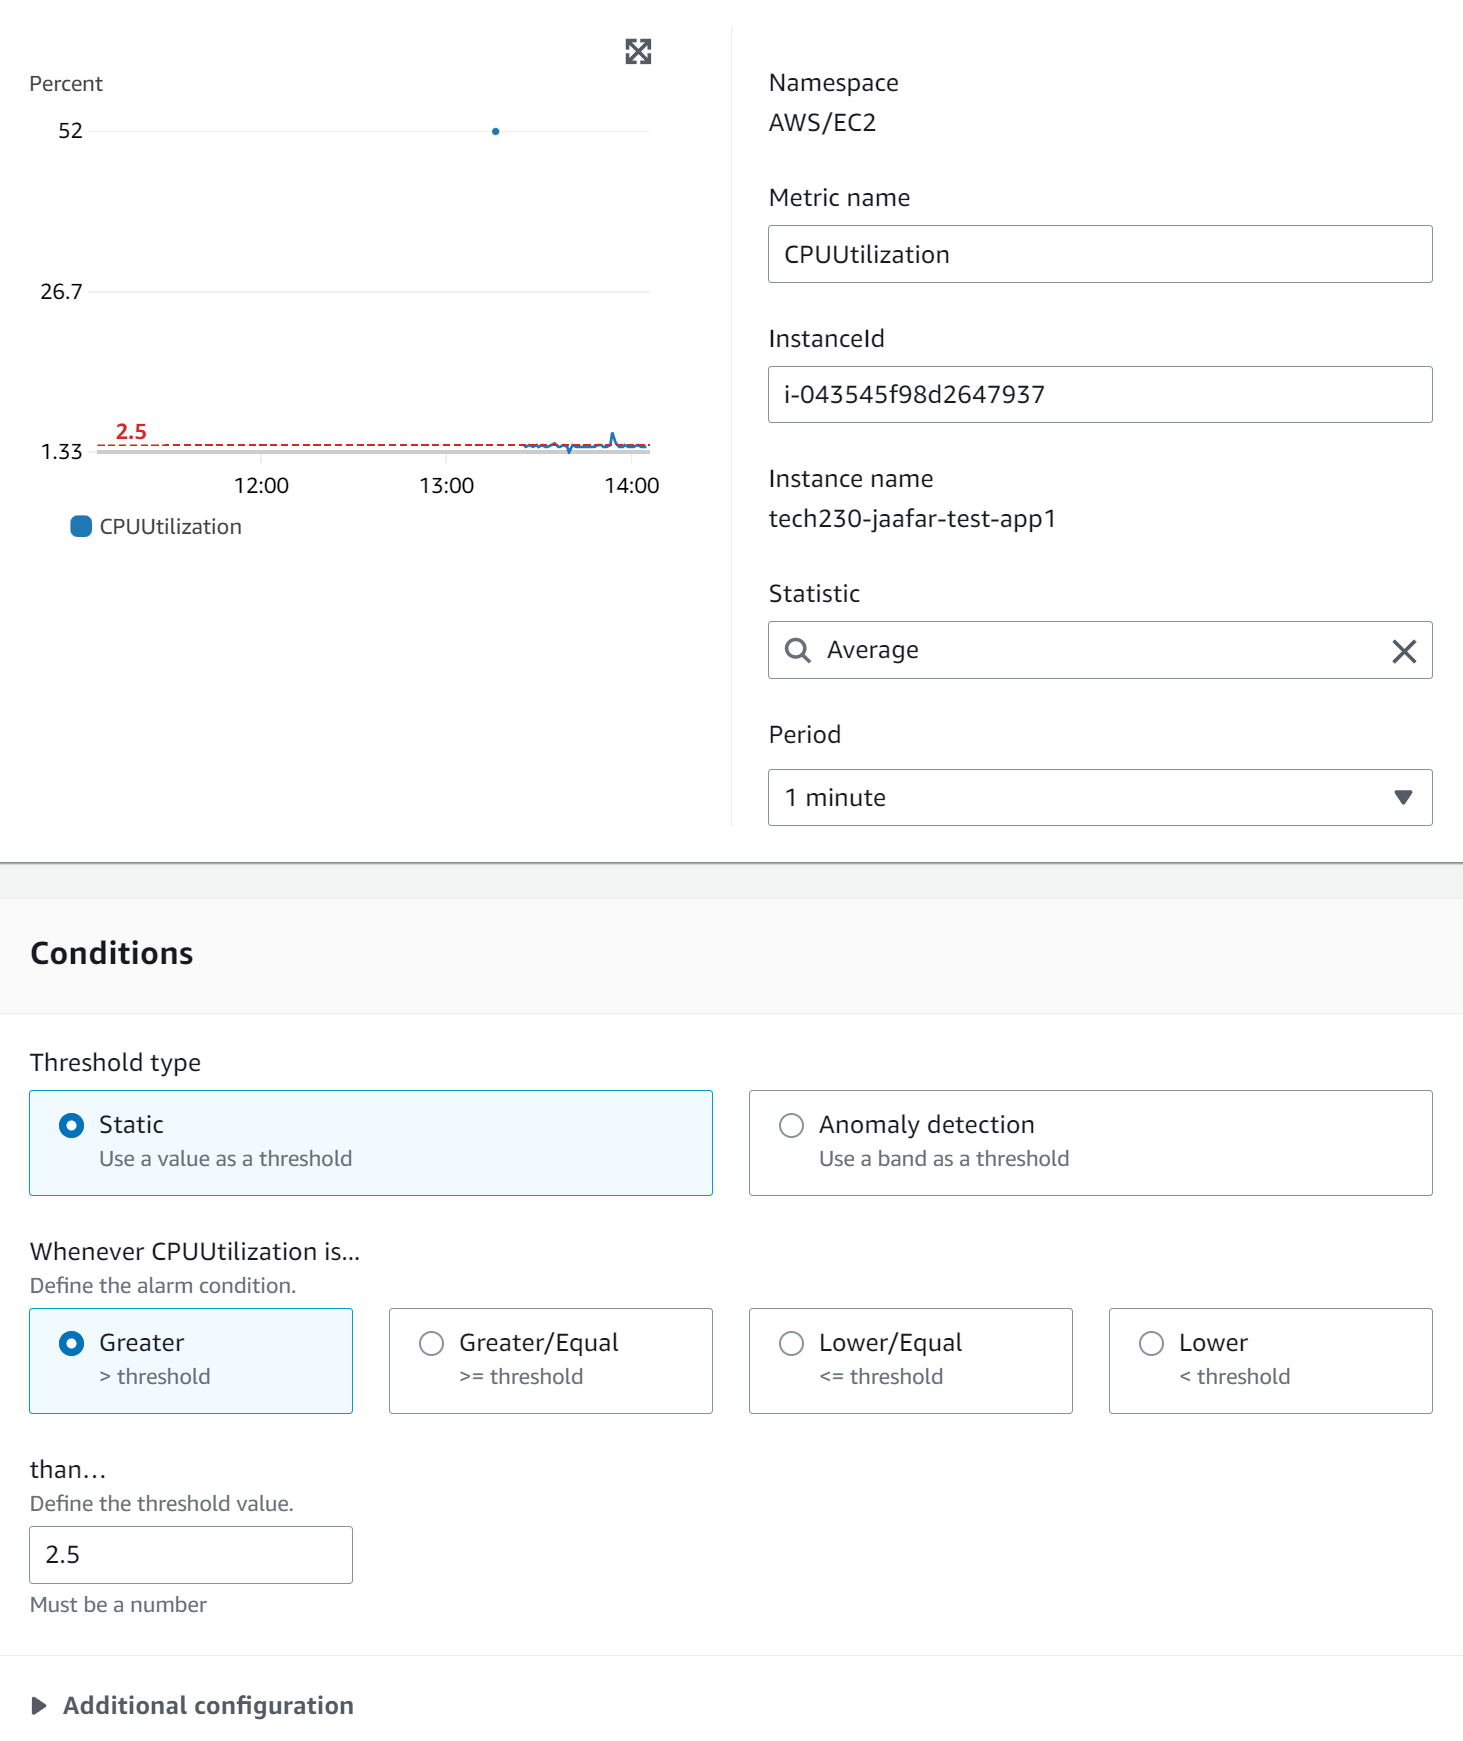 Percent
52
26.7
2.5
1.33
12:00 13:00 14:00
CPUUtilization
Namespace
AWS/EC2
Metric name
CPUUtilization
InstanceId
i-043545f98d2647937
Instance name
tech230-jaafar-test-app1
Statistic
Average
Period
1 minute
Conditions
Threshold type
Static
Use a value as a threshold
Anomaly detection
Use a band as a threshold
Whenever CPUUtilization is...
Define the alarm condition.
Greater
> threshold
Greater/Equal
>= threshold
Lower/Equal
<= threshold
Lower
< threshold
than...
Define the threshold value.
2.5
Must be a number
Additional configuration